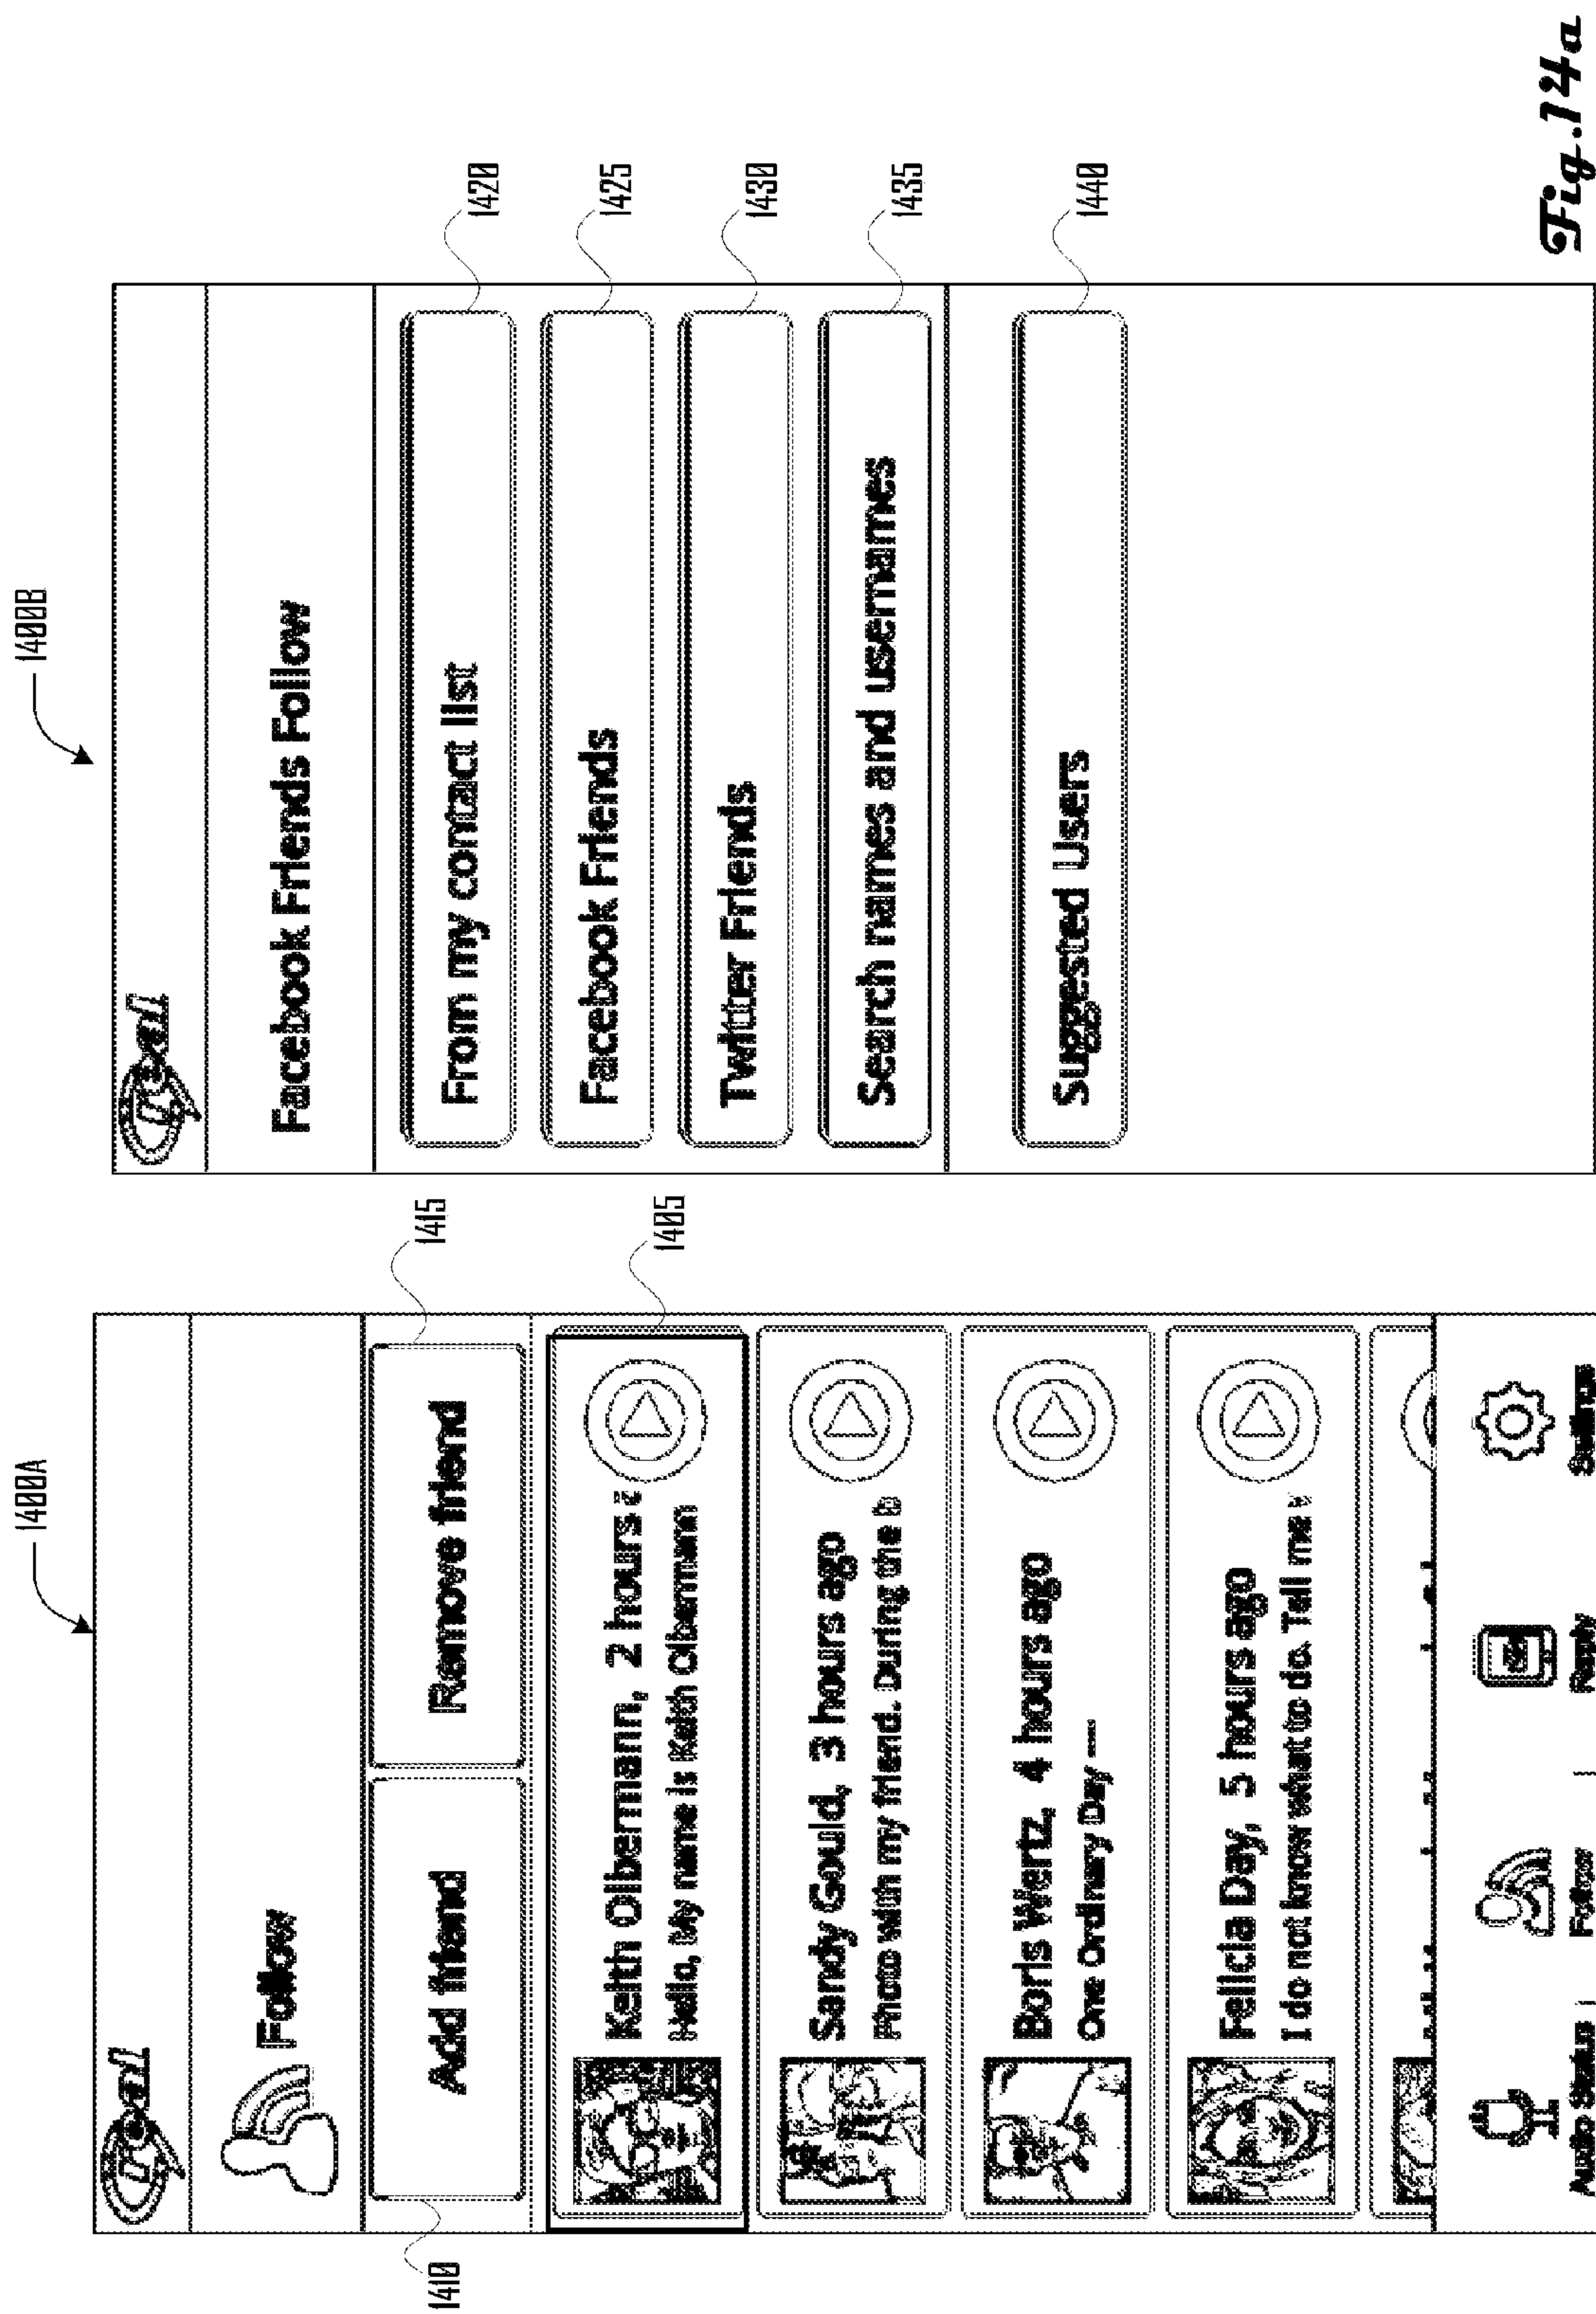 1400A
Follow
1410
Add friend
Remove friend
1415
Keith Olbermann, 2 hours
Hello, My name is Keith Olbermann
1405
Sandy Gould, 3 hours ago
Photo with my friend. During the b
Boris Wertz, 4 hours ago
One Ordinary Day ---
Felicia Day, 5 hours ago
I do not know what to do. Tell me
Follow
Reply
Settings
1400B
Facebook Friends Follow
From my contact list
1420
Facebook Friends
1425
Twitter Friends
1430
Search names and usernames
1435
Suggested Users
1440
Fig.14a